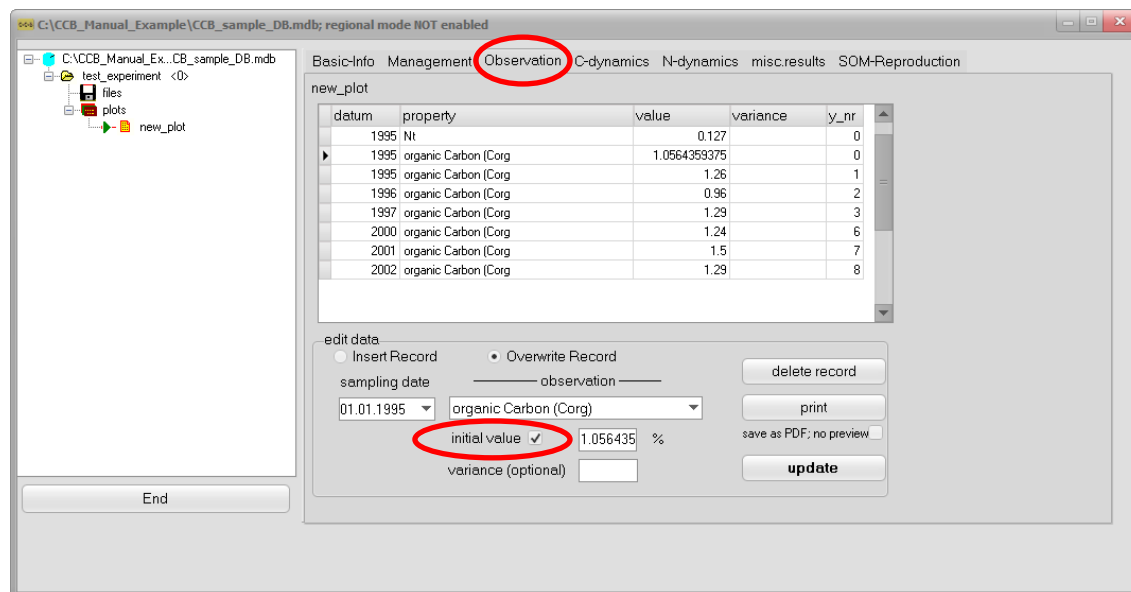 C:\CCB_Manual_Example\CCB_sample_DB.mdb; regional mode NOT enabled
C:\CCB_Manual_Ex...CB_sample_DB.mdb
test_experiment <0>
files
plots
new_plot
End
Basic-Info Management Observation C-dynamics N-dynamics misc.results SOM-Reproduction
new_plot
datum property value variance y_nr
1995 Nt 0.127 0
1995 organic Carbon (Corg 1.0564359375 0
1995 organic Carbon (Corg 1.26 1
1996 organic Carbon (Corg 0.96 2
1997 organic Carbon (Corg 1.29 3
2000 organic Carbon (Corg 1.24 6
2001 organic Carbon (Corg 1.5 7
2002 organic Carbon (Corg 1.29 8
edit data
Insert Record Overwrite Record
sampling date observation
01.01.1995 organic Carbon (Corg)
initial value 1.056435 %
variance (optional)
delete record
print
save as PDF; no preview
update